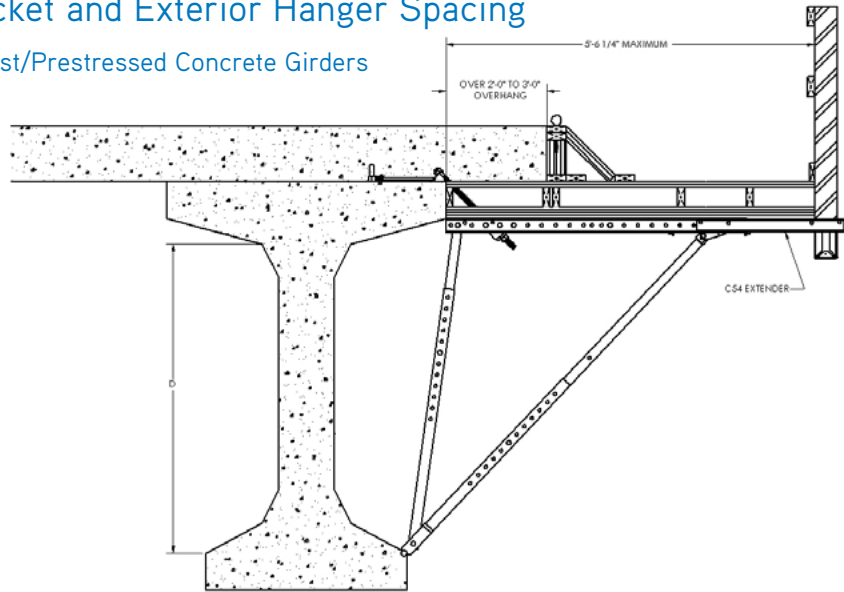 cket and Exterior Hanger Spacing
st/Prestressed Concrete Girders
5'-6 1/4" MAXIMUM
OVER 2'-0" TO 3'-0"
OVERHANG
C54 EXTENDER
D